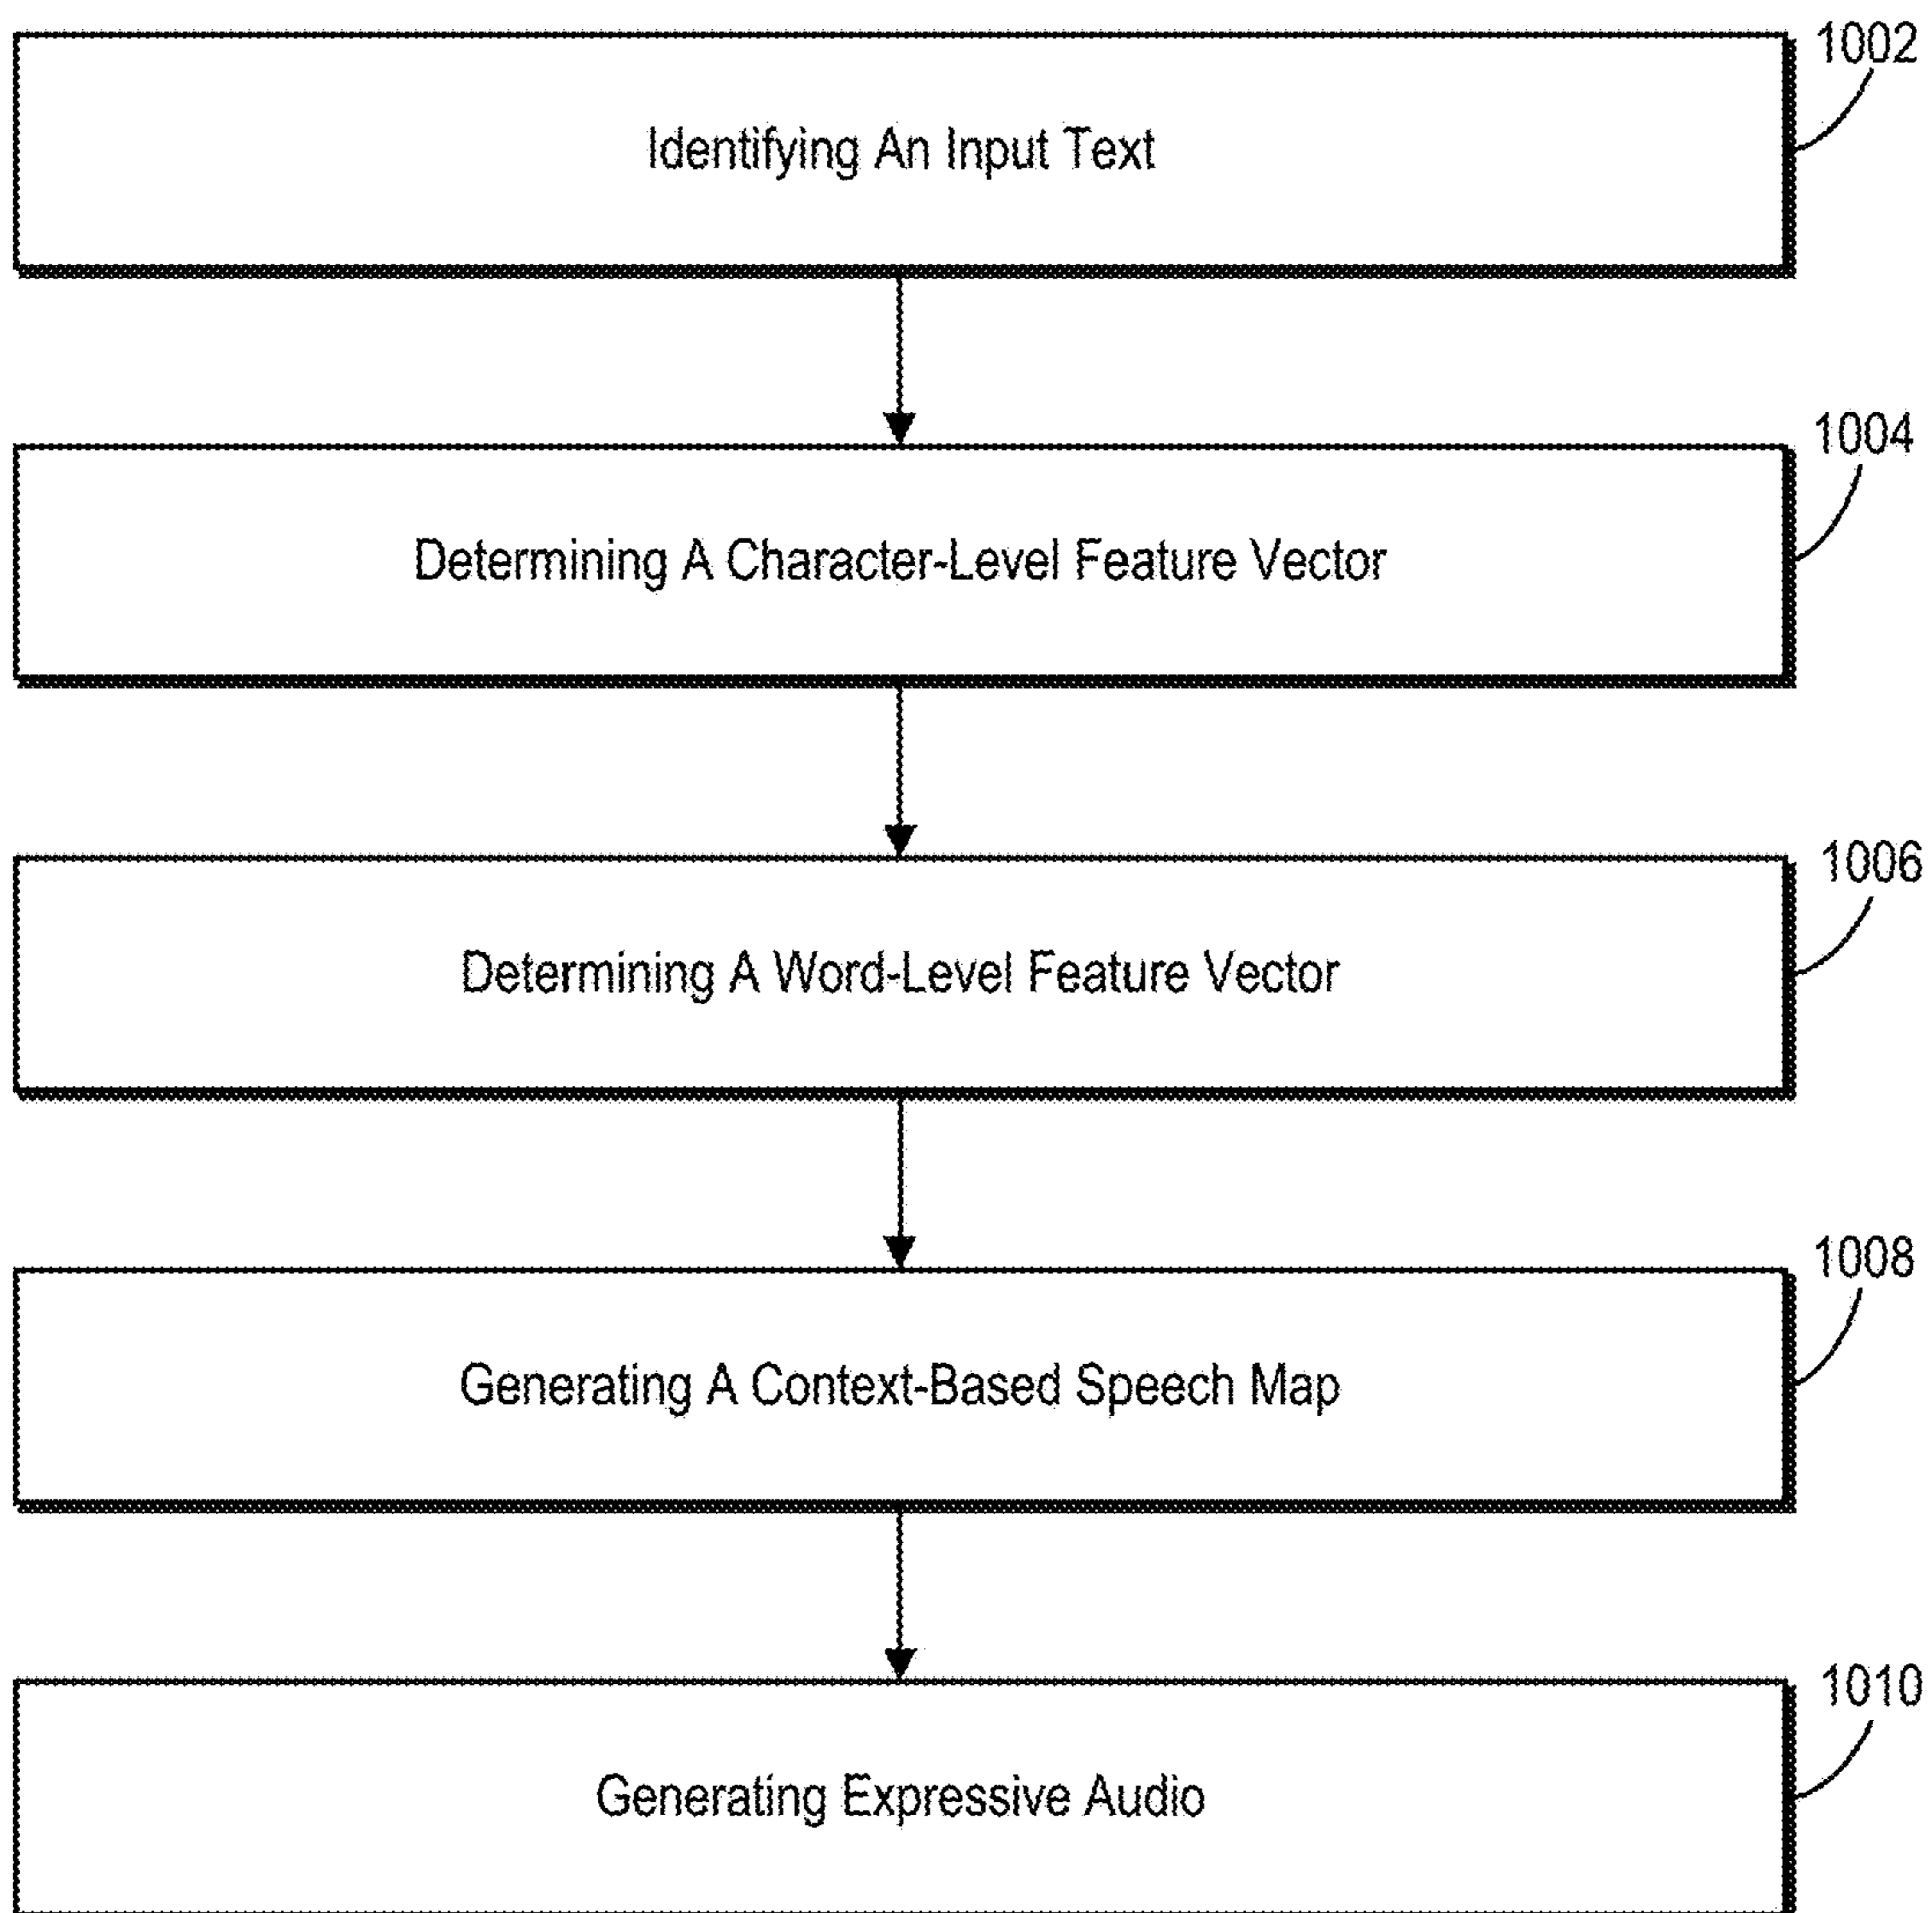 1002
Identifying An Input Text
1004
Determining A Character-Level Feature Vector
1006
Determining A Word-Level Feature Vector
1008
Generating A Context-Based Speech Map
1010
Generating Expressive Audio